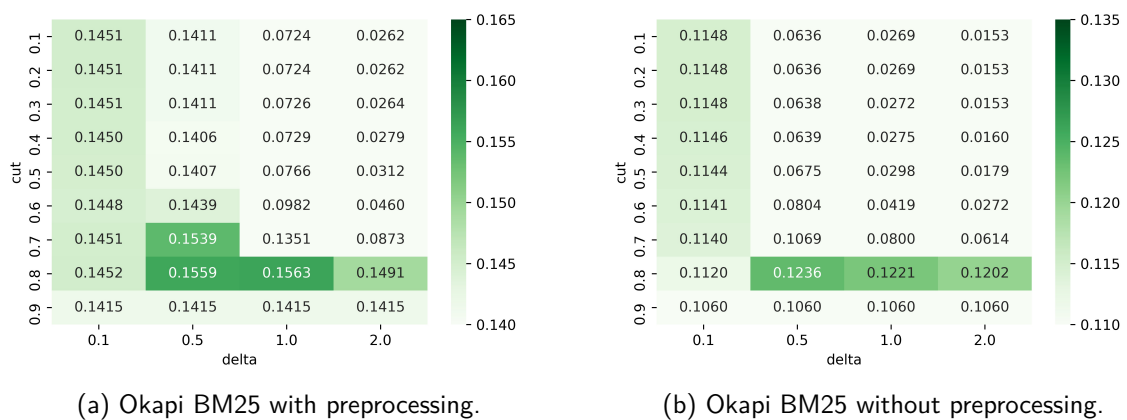 0.1 0.1451 0.1411 0.0724 0.0262
0.2 0.1451 0.1411 0.0724 0.0262
0.3 0.1451 0.1411 0.0726 0.0264
0.4 0.1450 0.1406 0.0729 0.0279
0.5 0.1450 0.1407 0.0766 0.0312
0.6 0.1448 0.1439 0.0982 0.0460
0.7 0.1451 0.1539 0.1351 0.0873
0.8 0.1452 0.1559 0.1563 0.1491
0.9 0.1415 0.1415 0.1415 0.1415
cut
0.1 0.5 1.0 2.0
delta
0.165
0.160
0.155
0.150
0.145
0.140
(a) Okapi BM25 with preprocessing.
0.1 0.1148 0.0636 0.0269 0.0153
0.2 0.1148 0.0636 0.0269 0.0153
0.3 0.1148 0.0638 0.0272 0.0153
0.4 0.1146 0.0639 0.0275 0.0160
0.5 0.1144 0.0675 0.0298 0.0179
0.6 0.1141 0.0804 0.0419 0.0272
0.7 0.1140 0.1069 0.0800 0.0614
0.8 0.1120 0.1236 0.1221 0.1202
0.9 0.1060 0.1060 0.1060 0.1060
cut
0.1 0.5 1.0 2.0
delta
0.135
0.130
0.125
0.120
0.115
0.110
(b) Okapi BM25 without preprocessing.